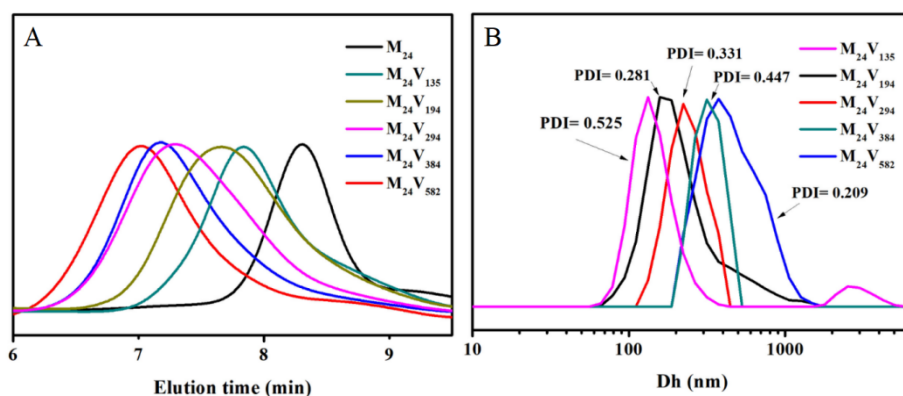 A
M₂₄
M₂₄V₁₃₅
M₂₄V₁₉₄
M₂₄V₂₉₄
M₂₄V₃₈₄
M₂₄V₅₈₂
6 7 8 9
Elution time (min)
B
PDI= 0.331
PDI= 0.281
PDI= 0.447
PDI= 0.525
PDI= 0.209
M₂₄V₁₃₅
M₂₄V₁₉₄
M₂₄V₂₉₄
M₂₄V₃₈₄
M₂₄V₅₈₂
10 100 1000
Dh (nm)